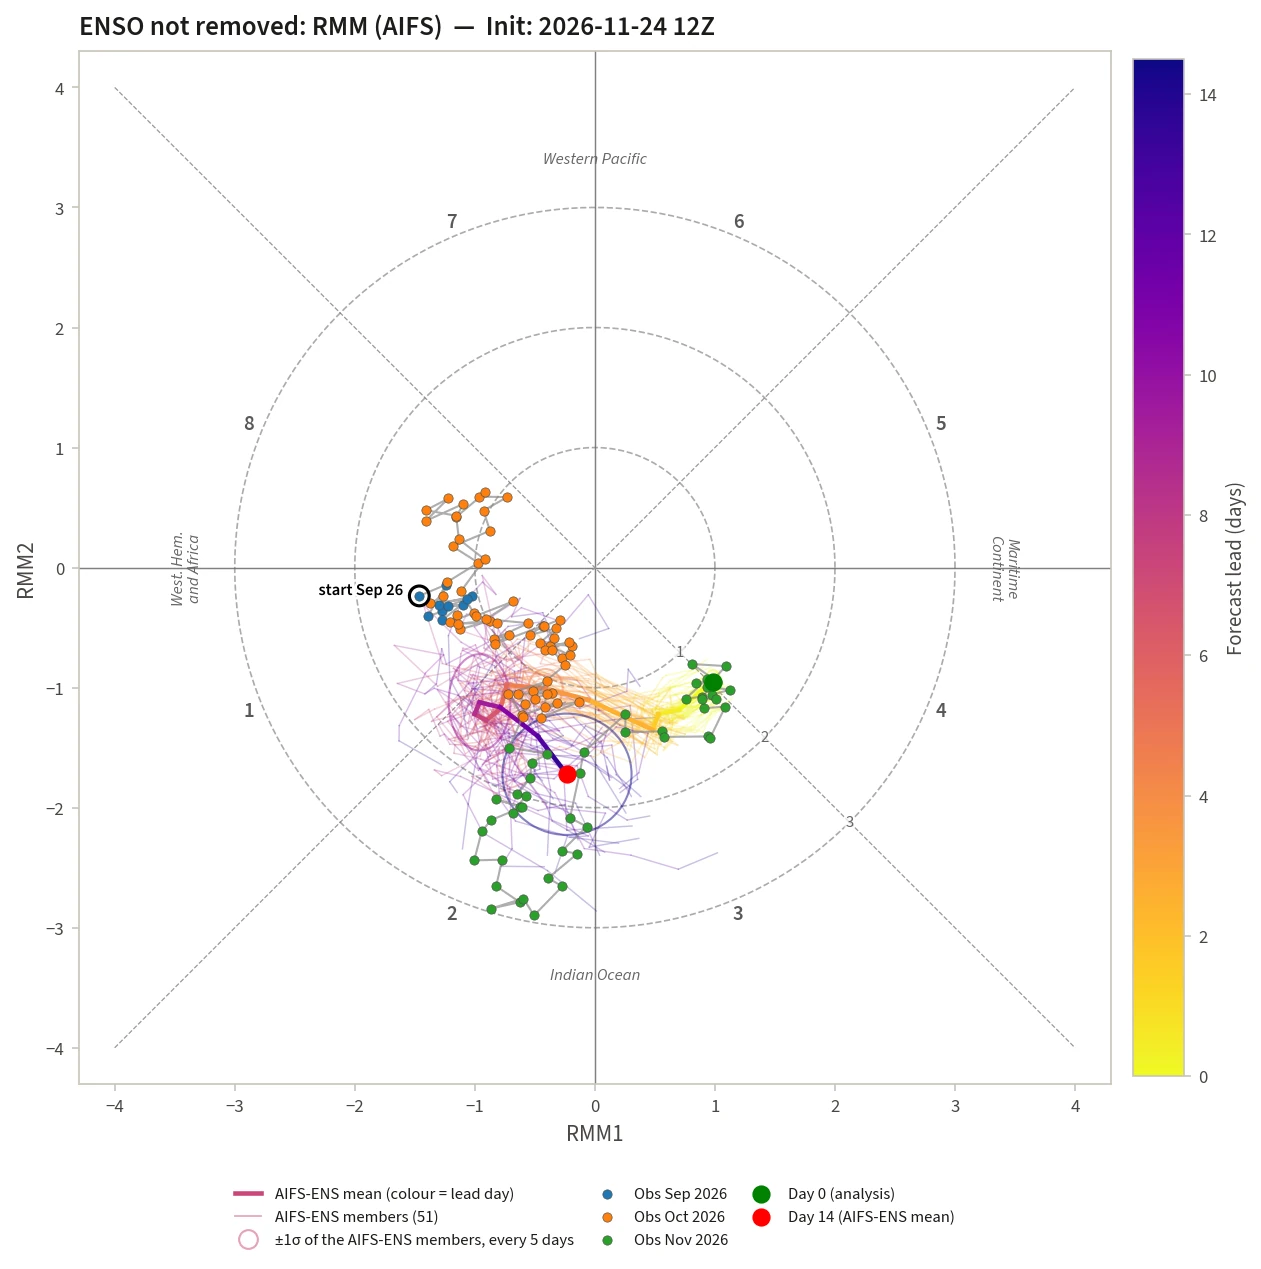 ENSO not removed: RMM (AIFS) — Init: 2026-11-24 12Z
4
3
2
1
0
−1
−2
−3
−4
RMM2
−4
−3
−2
−1
0
1
2
3
4
RMM1
Western Pacific
7
6
8
5
West. Hem.
and Africa
Maritime
Continent
start Sep 26
1
1
4
2
3
2
3
Indian Ocean
14
12
10
8
6
4
2
0
Forecast lead (days)
AIFS-ENS mean (colour = lead day)
AIFS-ENS members (51)
±1σ of the AIFS-ENS members, every 5 days
Obs Sep 2026
Obs Oct 2026
Obs Nov 2026
Day 0 (analysis)
Day 14 (AIFS-ENS mean)